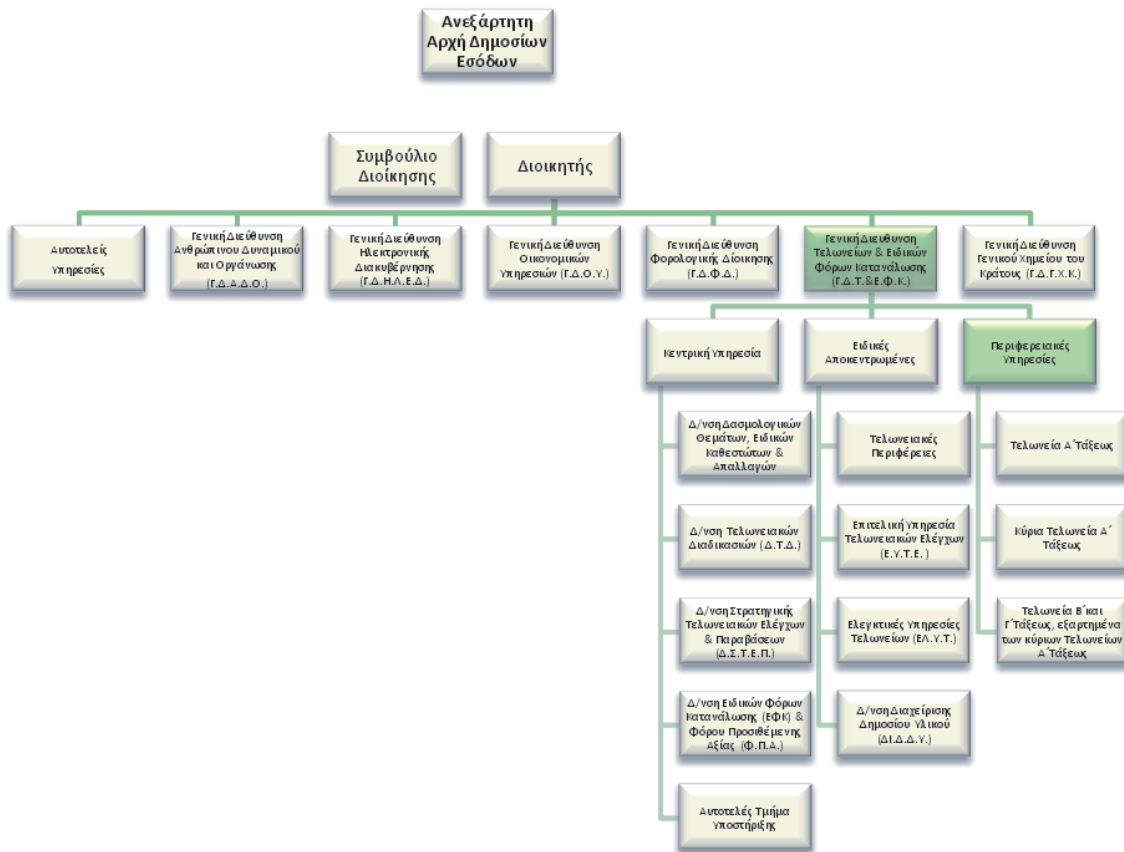 Ανεξάρτητη
Αρχή Δημοσίων
Εσόδων
Συμβούλιο
Διοίκησης
Διοικητής
Αυτοτελείς
Υπηρεσίες
Γενική Διεύθυνση
Ανθρώπινου Δυναμικού
και Οργάνωσης
(Γ.Δ.Α.Δ.Ο.)
Γενική Διεύθυνση
Ηλεκτρονικής
Διακυβέρνησης
(Γ.Δ.Η.Λ.Ε.Δ.)
Γενική Διεύθυνση
Οικονομικών
Υπηρεσιών (Γ.Δ.Ο.Υ.)
Γενική Διεύθυνση
Φορολογικής Δίοικησης
(Γ.Δ.Φ.Δ.)
Γενική Διευθυνση
Τελωνείων & Ειδικών
Φόρων Κατανάλωσης
(Γ.Δ.Τ.&Ε.Φ.Κ.)
Γενική Διεύθυνση
Γενικού Χημείου του
Κράτους (Γ.Δ.Γ.Χ.Κ.)
Κεντρική Υπηρεσία
Ειδικές
Αποκεντρωμένες
Περιφερειακές
Υπηρεσίες
Δ/νση Δασμολογικών
Θεμάτων, Ειδικών
Καθεστώτων &
Απαλλαγών
Δ/νση Τελωνειακών
Διαδικασιών (Δ.Τ.Δ.)
Δ/νση Στρατηγικής
Τελωνειακών Ελέγχων
& Παραβάσεων
(Δ.Σ.Τ.Ε.Π.)
Δ/νση Ειδικών Φόρων
Κατανάλωσης (ΕΦΚ) &
Φόρου Προσιθέμενης
Αξίας (Φ.Π.Α.)
Αυτοτελές Τμήμα
Υποστήριξης
Τελωνειακές
Περιφέρειες
Επιτελική Υπηρεσία
Τελωνειακών Ελέγχων
(Ε.Υ.Τ.Ε. )
Ελεγκτικές Υπηρεσίες
Τελωνείων (ΕΛ.Υ.Τ.)
Δ/νση Διαχείρισης
Δημοσίου Υλικού
(ΔΙ.Δ.Δ.Υ.)
Τελωνεία Α΄Τάξεως
Κύρια Τελωνεία Α΄
Τάξεως
Τελωνεία Β΄και
Γ΄Τάξεως, εξαρτημένα
των κύριων Τελωνείων
Α΄Τάξεως